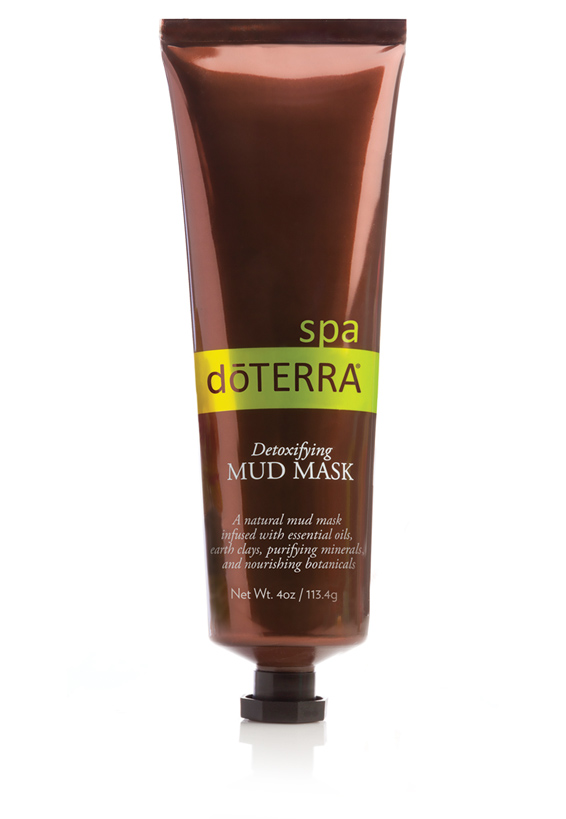 spa
dōTERRA®
Detoxifying
MUD MASK
A natural mud mask
infused with essential oils,
earth clays, purifying minerals,
and nourishing botanicals
Net Wt. 4oz / 113.4g